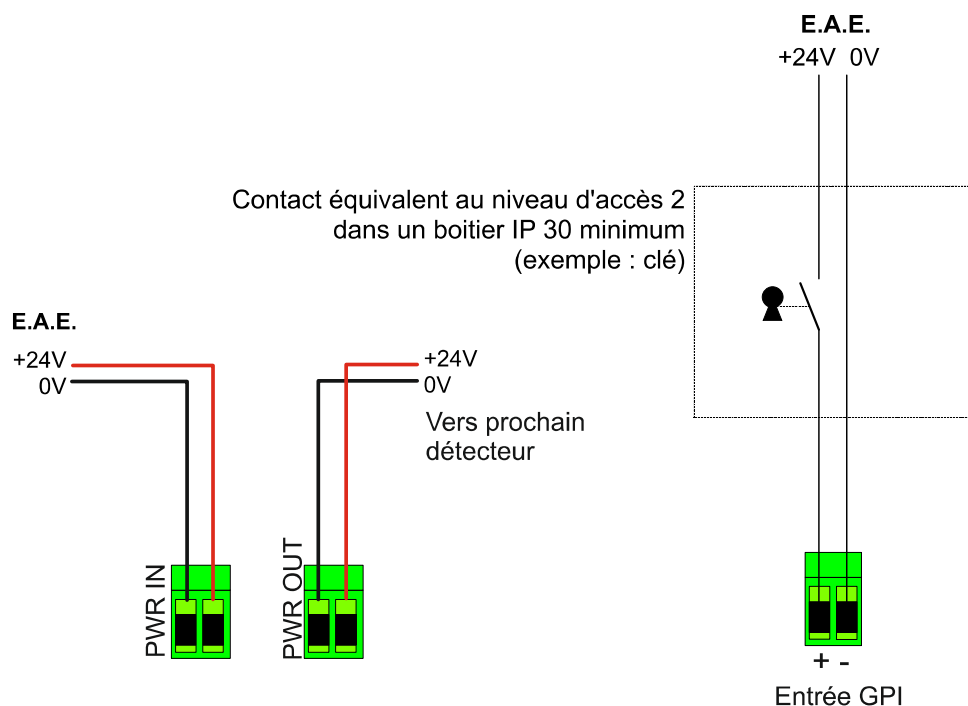 E.A.E.
+24V 0V
Contact équivalent au niveau d'accès 2
dans un boitier IP 30 minimum
(exemple : clé)
E.A.E.
+24V
0V
+24V
0V
Vers prochain
détecteur
PWR IN
PWR OUT
+ -
Entrée GPI